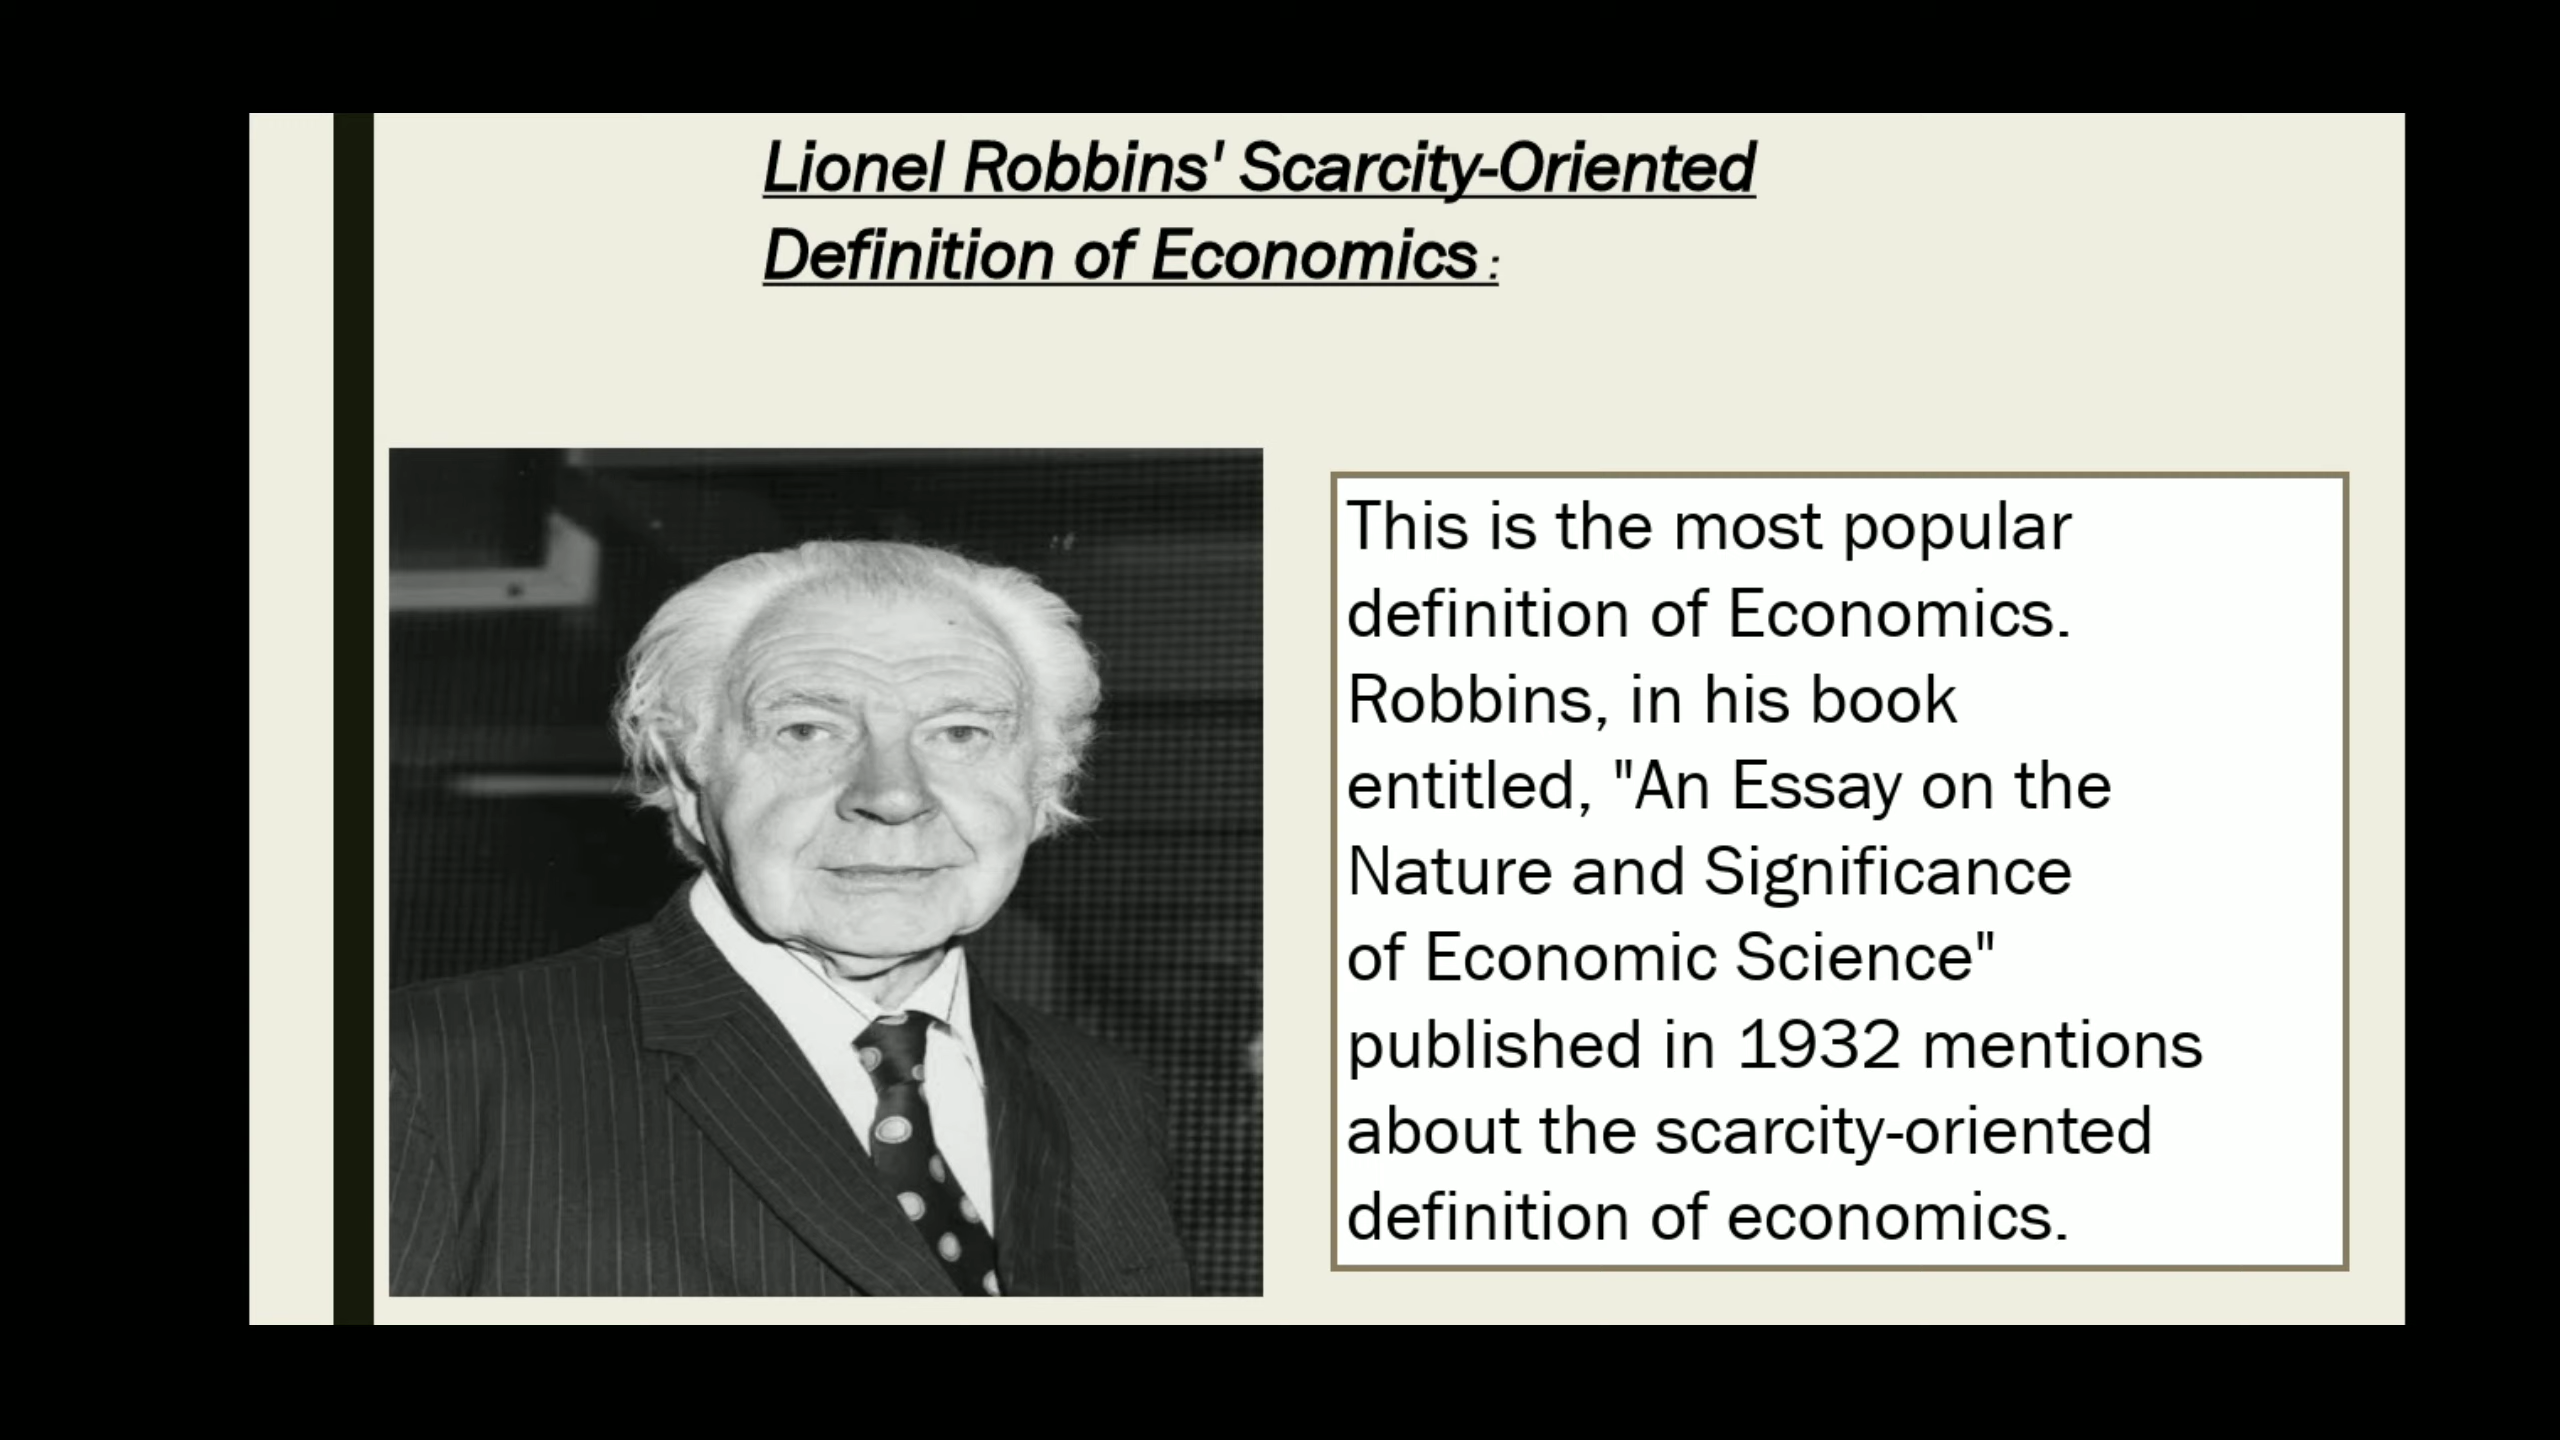 Lionel Robbins' Scarcity-Oriented
Definition of Economics :
This is the most popular
definition of Economics.
Robbins, in his book
entitled, "An Essay on the
Nature and Significance
of Economic Science"
published in 1932 mentions
about the scarcity-oriented
definition of economics.